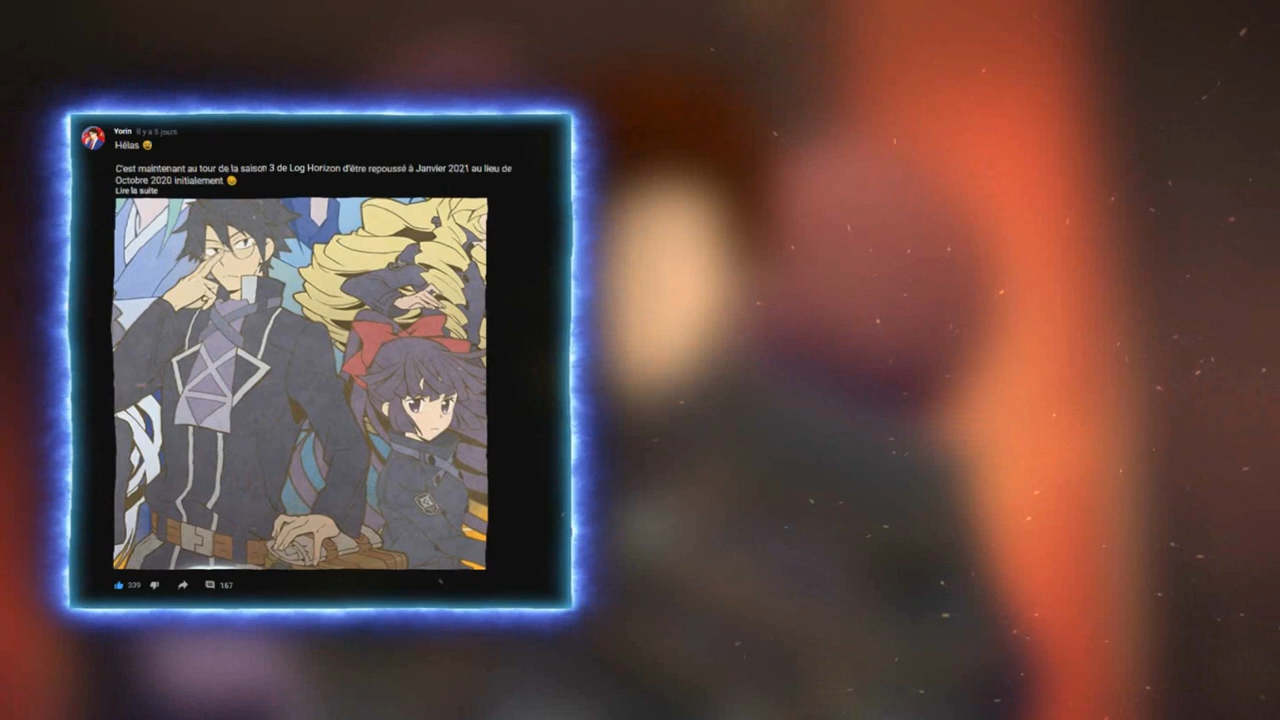 Yorin il y a 5 jours
Hélas 😥
C'est maintenant au tour de la saison 3 de Log Horizon d'être repoussé à Janvier 2021 au lieu de
Octobre 2020 initialement 😞
Lire la suite
339 167